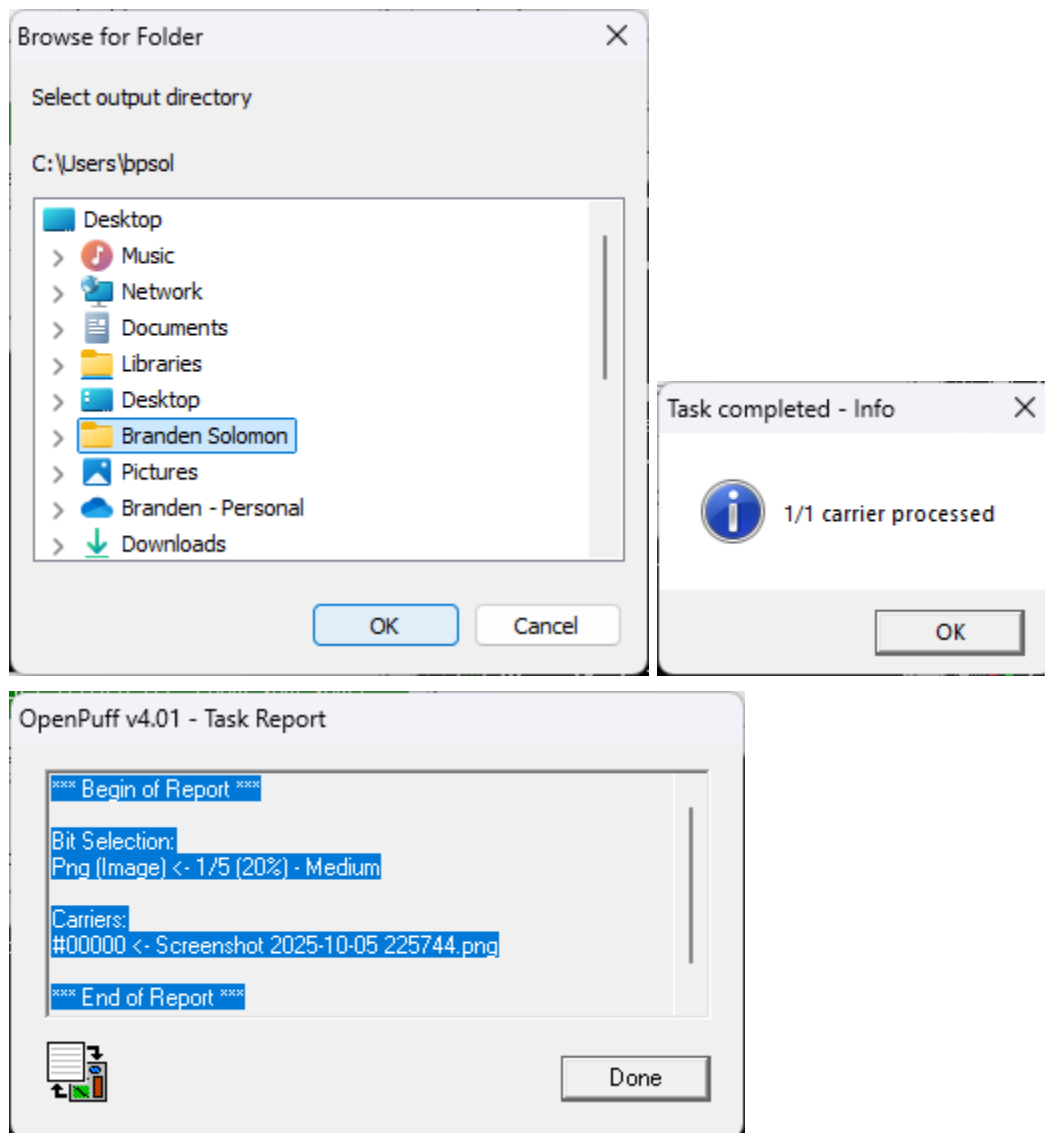 Browse for Folder
Select output directory
C:\Users\bpsol
Desktop
Music
Network
Documents
Libraries
Desktop
Branden Solomon
Pictures
Branden - Personal
Downloads
OK
Cancel
Task completed - Info
1/1 carrier processed
OK
OpenPuff v4.01 - Task Report
*** Begin of Report ***
Bit Selection:
Png (Image) <- 1/5 (20%) - Medium
Carriers:
#00000 <- Screenshot 2025-10-05 225744.png
*** End of Report ***
Done